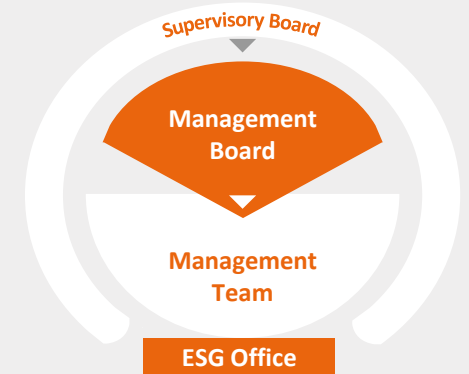 Supervisory Board
Management
Board
Management
Team
ESG Office